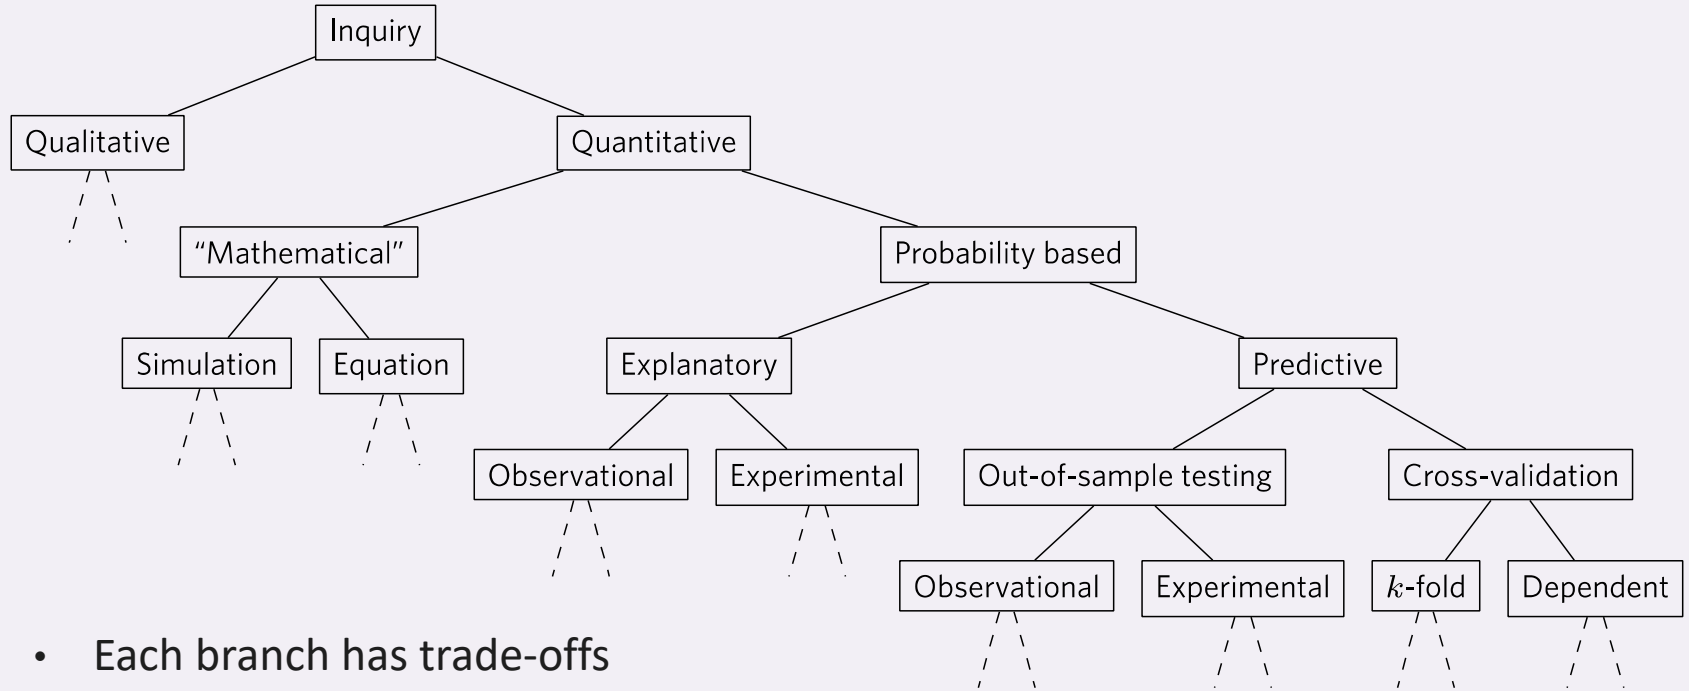 Inquiry
Qualitative
Quantitative
“Mathematical”
Probability based
Simulation
Equation
Explanatory
Predictive
Observational
Experimental
Out-of-sample testing
Cross-validation
Observational
Experimental
k-fold
Dependent
• Each branch has trade-offs